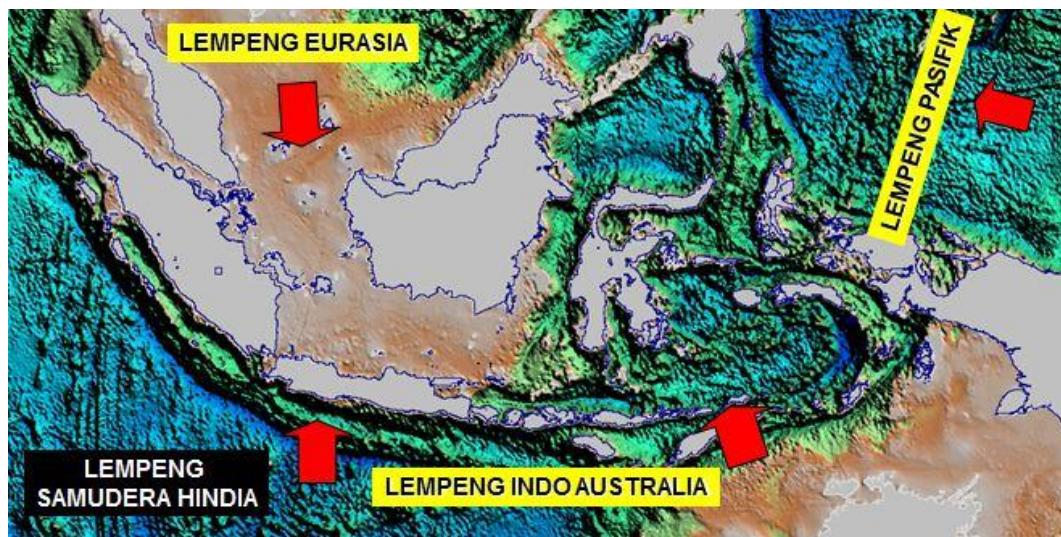 LEMPENG EURASIA
LEMPENG PASIFIK
LEMPENG
SAMUDERA HINDIA
LEMPENG INDO AUSTRALIA